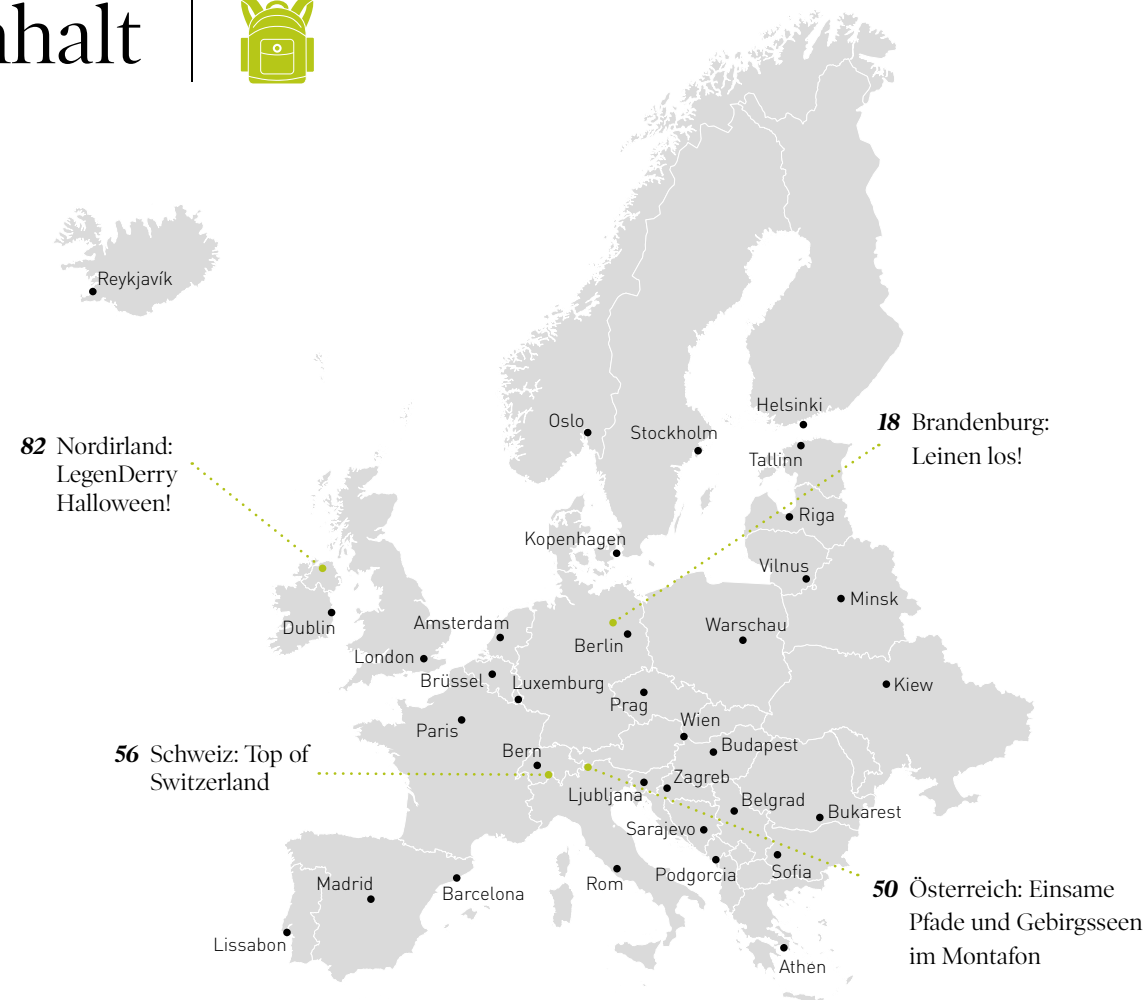 nhalt
Reykjavík
Helsinki
Oslo
Stockholm
Tallinn
18 Brandenburg:
Leinen los!
82 Nordirland:
LegenDerry
Halloween!
Riga
Kopenhagen
Vilnus
Minsk
Dublin
Amsterdam
Warschau
Berlin
London
Brüssel
Luxemburg
Kiew
Prag
Paris
Wien
Bern
Budapest
56 Schweiz: Top of
Switzerland
Zagreb
Ljubljana
Belgrad
Bukarest
Sarajevo
Podgorcia
Sofia
Rom
Madrid
Barcelona
50 Österreich: Einsame
Pfade und Gebirgsseen
im Montafon
Lissabon
Athen